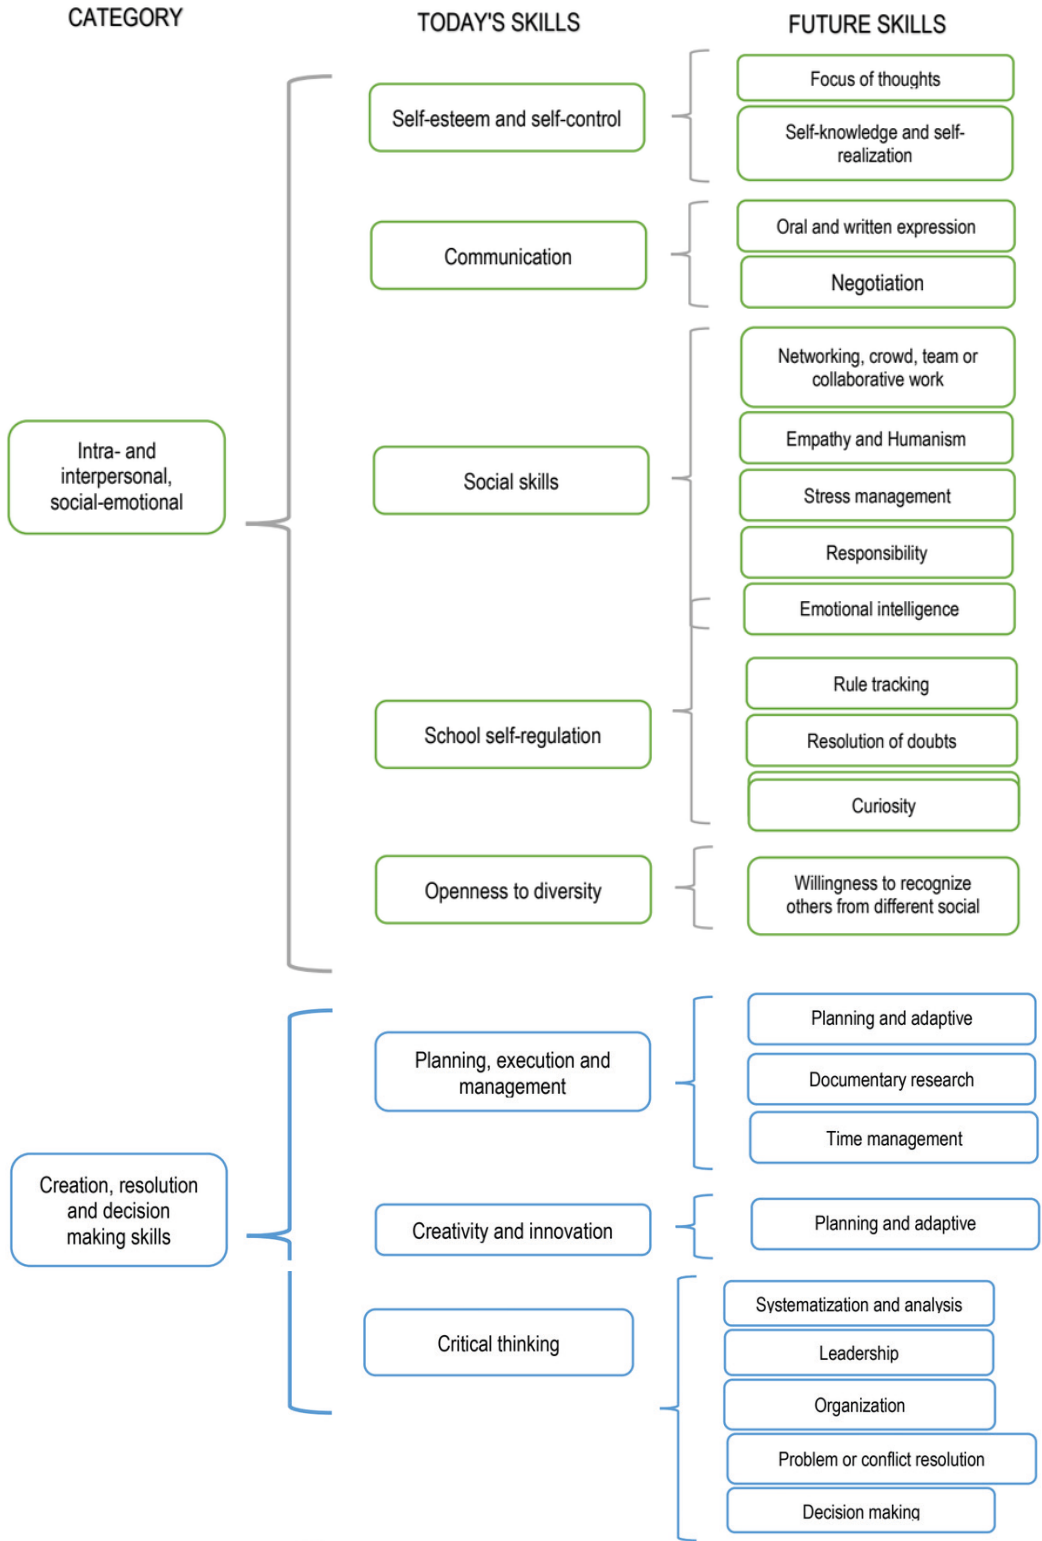 CATEGORY
TODAY'S SKILLS
FUTURE SKILLS
Intra- and
interpersonal,
social-emotional
Self-esteem and self-control
Focus of thoughts
Self-knowledge and self-
realization
Communication
Oral and written expression
Negotiation
Social skills
Networking, crowd, team or
collaborative work
Empathy and Humanism
Stress management
Responsibility
Emotional intelligence
School self-regulation
Rule tracking
Resolution of doubts
Curiosity
Openness to diversity
Willingness to recognize
others from different social
Creation, resolution
and decision
making skills
Planning, execution and
management
Planning and adaptive
Documentary research
Time management
Creativity and innovation
Planning and adaptive
Critical thinking
Systematization and analysis
Leadership
Organization
Problem or conflict resolution
Decision making